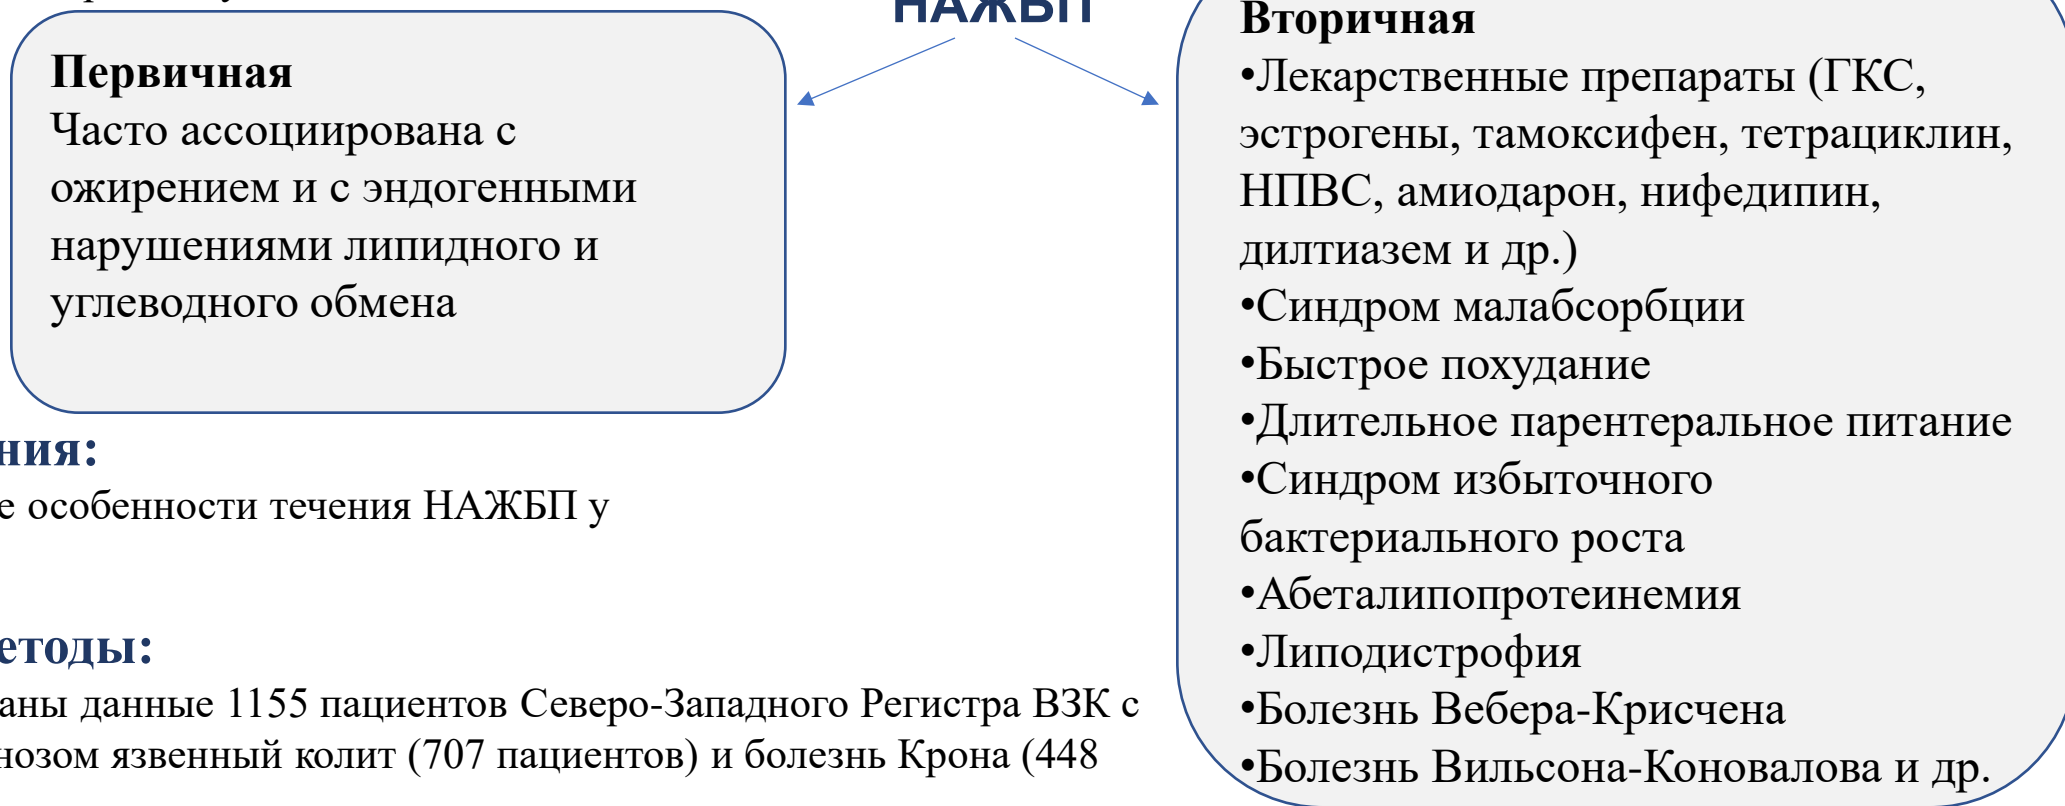 НАЖБП
Первичная
Часто ассоциирована с
ожирением и с эндогенными
нарушениями липидного и
углеводного обмена
Вторичная
•Лекарственные препараты (ГКС,
эстрогены, тамоксифен, тетрациклин,
НПВС, амиодарон, нифедипин,
дилтиазем и др.)
•Синдром малабсорбции
•Быстрое похудание
•Длительное парентеральное питание
•Синдром избыточного
бактериального роста
•Абеталипопротеинемия
•Липодистрофия
•Болезнь Вебера-Крисчена
•Болезнь Вильсона-Коновалова и др.
ния:
е особенности течения НАЖБП у
етоды:
аны данные 1155 пациентов Северо-Западного Регистра ВЗК с
нозом язвенный колит (707 пациентов) и болезнь Крона (448